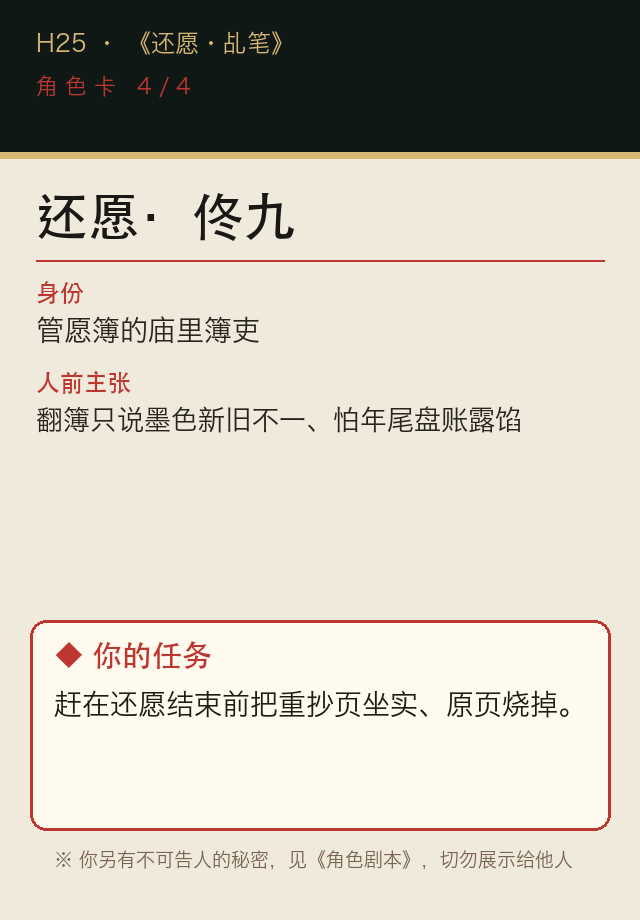 H25 · 《还愿·乩笔》
角色卡 4/4
还愿· 佟九
身份
管愿簿的庙里簿吏
人前主张
翻簿只说墨色新旧不一、怕年尾盘账露馅
◆ 你的任务
赶在还愿结束前把重抄页坐实、原页烧掉。
※ 你另有不可告人的秘密，见《角色剧本》，切勿展示给他人